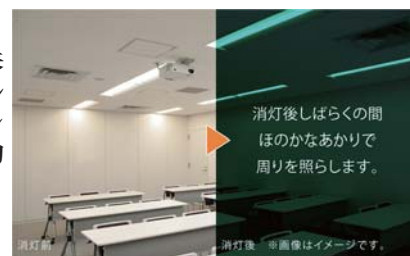 消灯後しばらくの間
ほのかなあかりで
周りを照らします。
消灯前
消灯後 ※画像はイメージです。